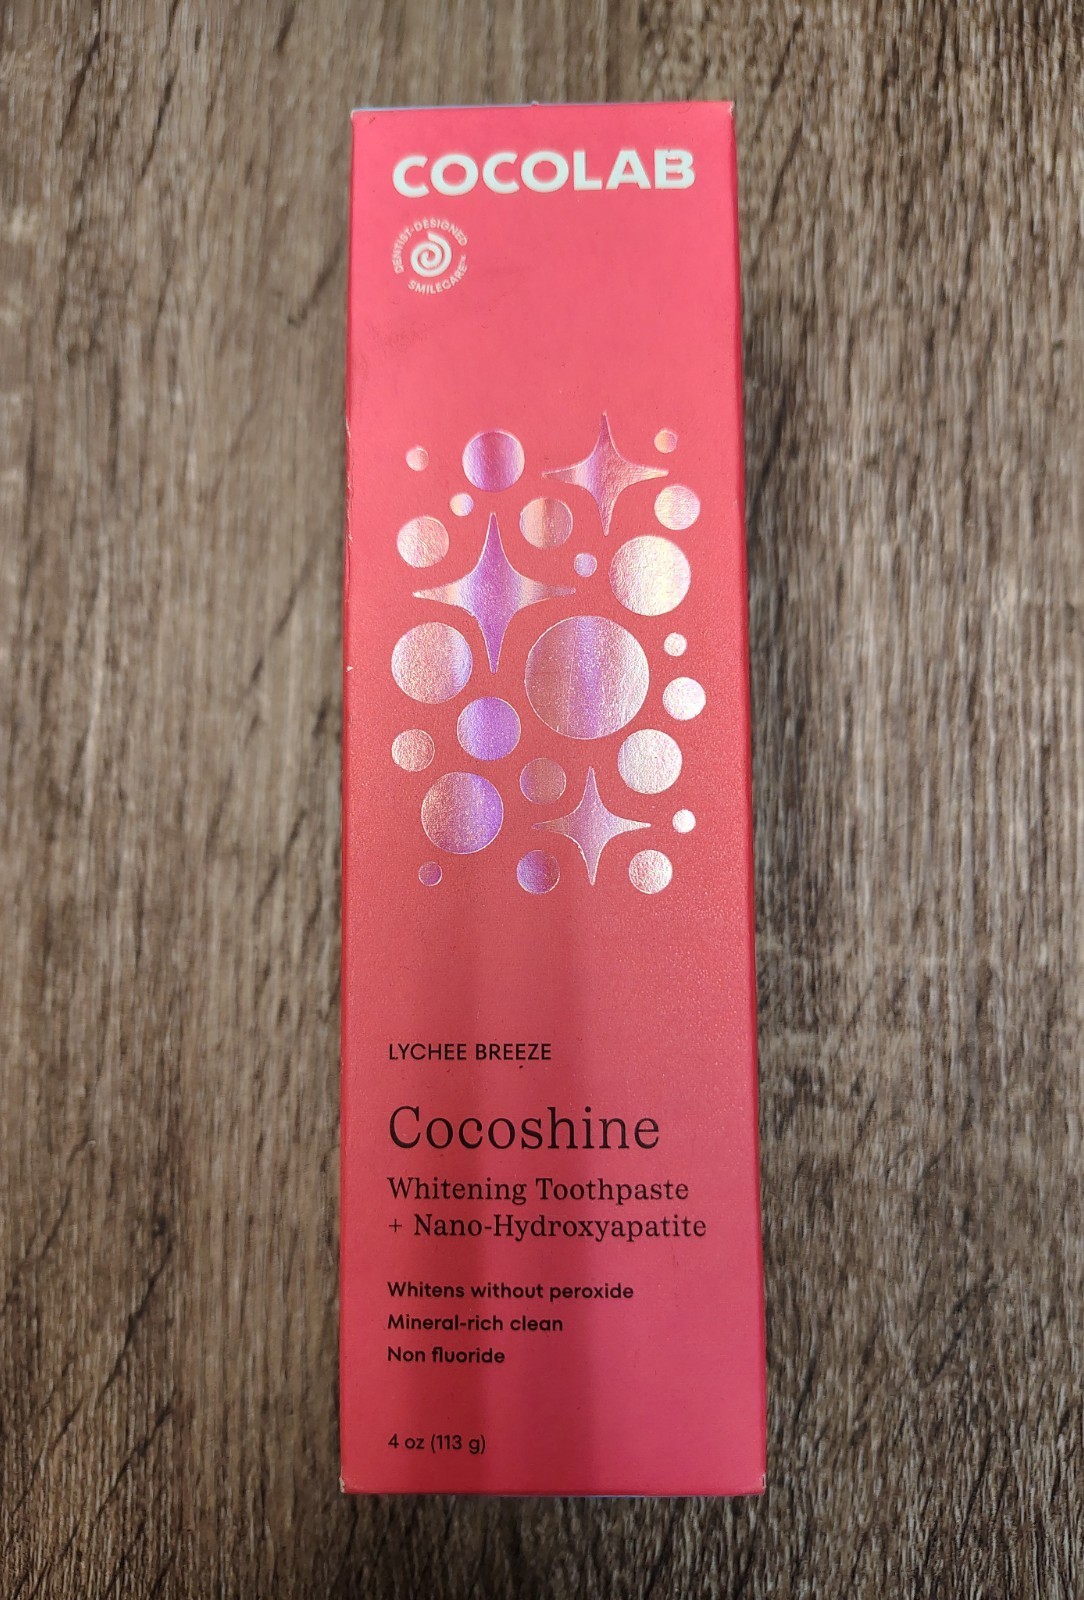 COCOLAB
DENTIST-DESIGNED
SMILECARE™
LYCHEE BREEZE
Cocoshine
Whitening Toothpaste
+ Nano-Hydroxyapatite
Whitens without peroxide
Mineral-rich clean
Non fluoride
4 oz (113 g)